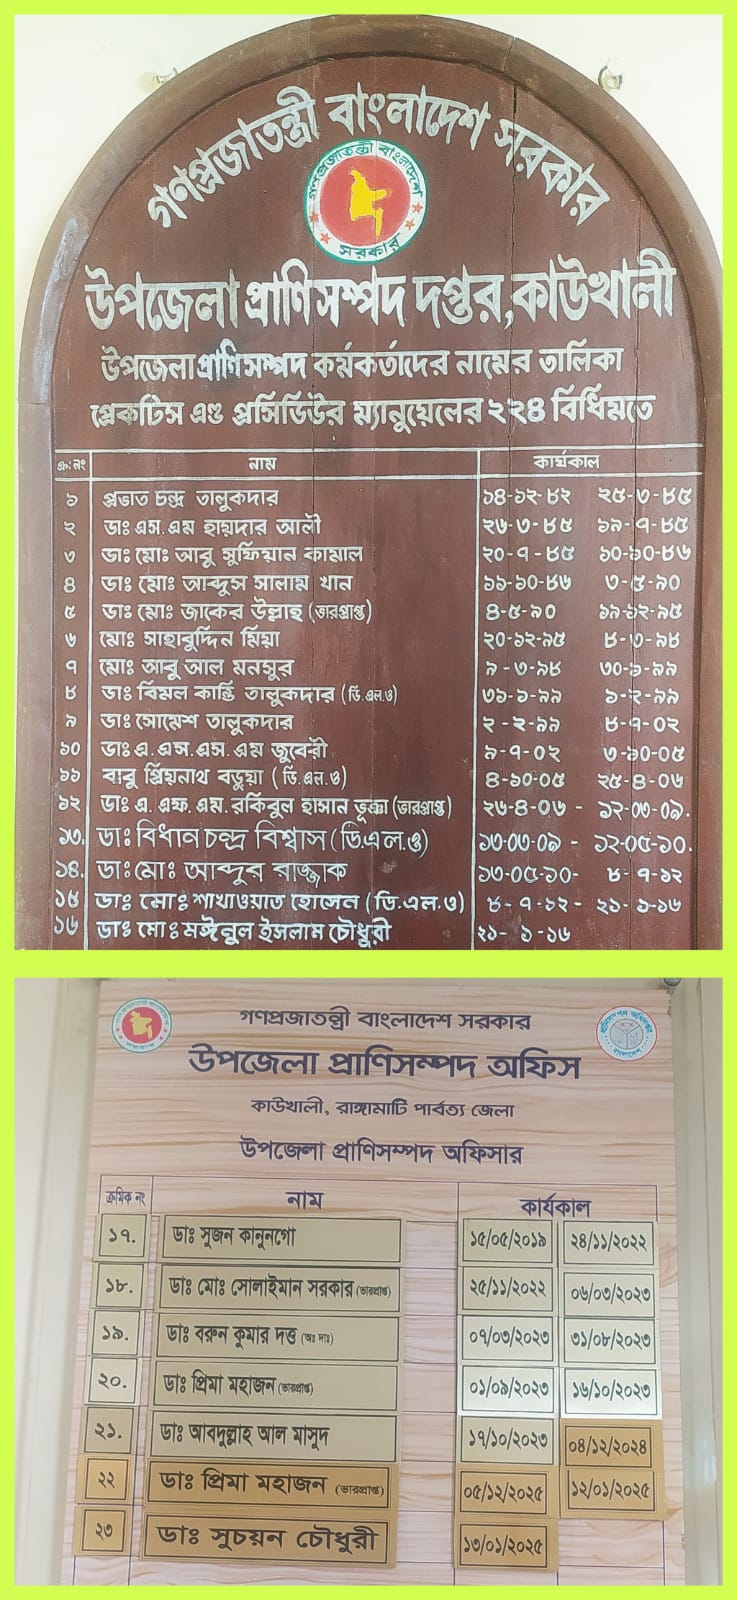 গণপ্রজাতন্ত্রী বাংলাদেশ সরকার
গণপ্রজাতন্ত্রী বাংলাদেশ
সরকার
উপজেলা প্রাণিসম্পদ দপ্তর, কাউখালী
উপজেলা প্রাণিসম্পদ কর্মকর্তাদের নামের তালিকা
প্রেকটিস এণ্ড প্রসিডিউর ম্যানুয়েলের ২২৪ বিধিমতে
ক্র: নং নাম কার্যকাল
১ প্রভাত চন্দ্র তালুকদার ১৪-১২-৮২ ২৫-৩-৮৫
২ ডাঃ এস.এম হায়দার আলী ২৬-৩-৮৫ ১৯-৭-৮৫
৩ ডাঃ মোঃ আবু সুফিয়ান কামাল ২০-৭-৮৫ ১০-১০-৮৬
৪ ডাঃ মোঃ আব্দুস সালাম খান ১১-১০-৮৬ ৩-৫-৯০
৫ ডাঃ মোঃ জাকের উল্লাহ (ভারপ্রাপ্ত) ৪-৫-৯০ ১৯-১২-৯৫
৬ মোঃ সাহাবুদ্দিন মিয়া ২০-১২-৯৫ ৮-৩-৯৮
৭ মোঃ আবু আল মনসুর ৯-৩-৯৮ ৩০-১-৯৯
৮ ডাঃ বিমল কান্তি তালুকদার (ডি.এল.ও) ৩১-১-৯৯ ১-২-৯৯
৯ ডাঃ সোমেশ তালুকদার ২-২-৯৯ ৮-৭-০২
১০ ডাঃ এ. এস. এস. এম জুবেরী ৯-৭-০২ ৩-১০-০৫
১১ বাবু প্রিয়নাথ বড়ুয়া (ডি.এল.ও) ৪-১০-০৫ ২৫-৪-০৬
১২ ডাঃ এ. এফ. এম. রকিবুল হাসান ভূঞা (ভারপ্রাপ্ত) ২৬-৪-০৬ - ১২-০৩-০৯.
১৩. ডাঃ বিধান চন্দ্র বিশ্বাস (ডিএল.ও) ১৩-০৩-০৯ - ১২-০৫-১০.
১৪. ডাঃ মোঃ আব্দুর রাজ্জাক ১৩-০৫-১০- ৮-৭-১২
১৫ ডাঃ মোঃ শাখাওয়াত হোসেন (ডি.এল.ও) ৮-৭-১২- ২১-১-১৬
১৬ ডাঃ মোঃ মঈনুল ইসলাম চৌধুরী ২১-১-১৬
গণপ্রজাতন্ত্রী বাংলাদেশ সরকার
উপজেলা প্রাণিসম্পদ অফিস
কাউখালী, রাঙ্গামাটি পার্বত্য জেলা
উপজেলা প্রাণিসম্পদ অফিসার
ক্রমিক নং নাম কার্যকাল
১৭. ডাঃ সুজন কানুনগো ১৫/০৫/২০১৯ ২৪/১১/২০২২
১৮. ডাঃ মোঃ সোলাইমান সরকার (ভারপ্রাপ্ত) ২৫/১১/২০২২ ০৬/০৩/২০২৩
১৯. ডাঃ বরুন কুমার দত্ত (অঃ দাঃ) ০৭/০৩/২০২৩ ৩১/০৮/২০২৩
২০. ডাঃ প্রিমা মহাজন (ভারপ্রাপ্ত) ০১/০৯/২০২৩ ১৬/১০/২০২৩
২১. ডাঃ আবদুল্লাহ আল মাসুদ ১৭/১০/২০২৩ ০৪/১২/২০২৪
২২ ডাঃ প্রিমা মহাজন (ভারপ্রাপ্ত) ০৫/১২/২০২৫ ১২/০১/২০২৫
২৩ ডাঃ সুচয়ন চৌধুরী ১৩/০১/২০২৫